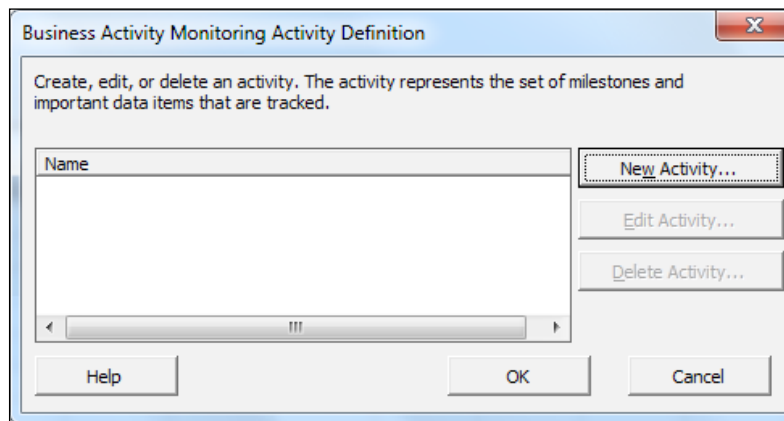 Business Activity Monitoring Activity Definition
Create, edit, or delete an activity. The activity represents the set of milestones and
important data items that are tracked.
Name
New Activity...
Edit Activity...
Delete Activity...
Help
OK
Cancel